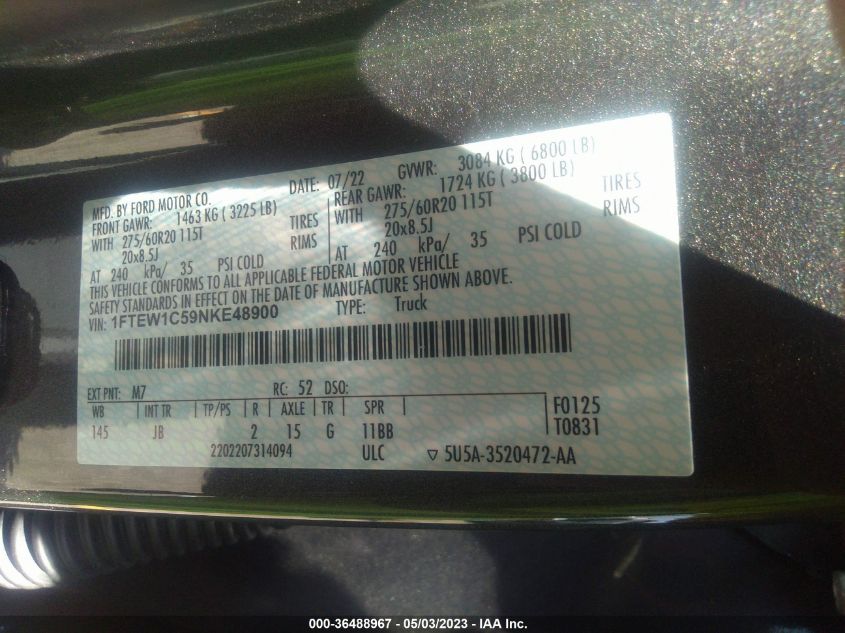 MFD. BY FORD MOTOR CO. DATE: 07/22 GVWR: 3084 KG ( 6800 LB)
FRONT GAWR: 1463 KG ( 3225 LB) REAR GAWR: 1724 KG ( 3800 LB)
WITH 275/60R20 115T TIRES WITH 275/60R20 115T TIRES
20x8.5J RIMS 20x8.5J RIMS
AT 240 kPa/ 35 PSI COLD AT 240 kPa/ 35 PSI COLD
THIS VEHICLE CONFORMS TO ALL APPLICABLE FEDERAL MOTOR VEHICLE
SAFETY STANDARDS IN EFFECT ON THE DATE OF MANUFACTURE SHOWN ABOVE.
VIN: 1FTEW1C59NKE48900 TYPE: Truck
EXT PNT: M7 RC: 52 DSO:
WB INT TR TP/PS R AXLE TR SPR F0125
145 JB 2 15 G 11BB T0831
2202207314094 ULC ▽ 5U5A-3520472-AA
000-36488967 - 05/03/2023 - IAA Inc.